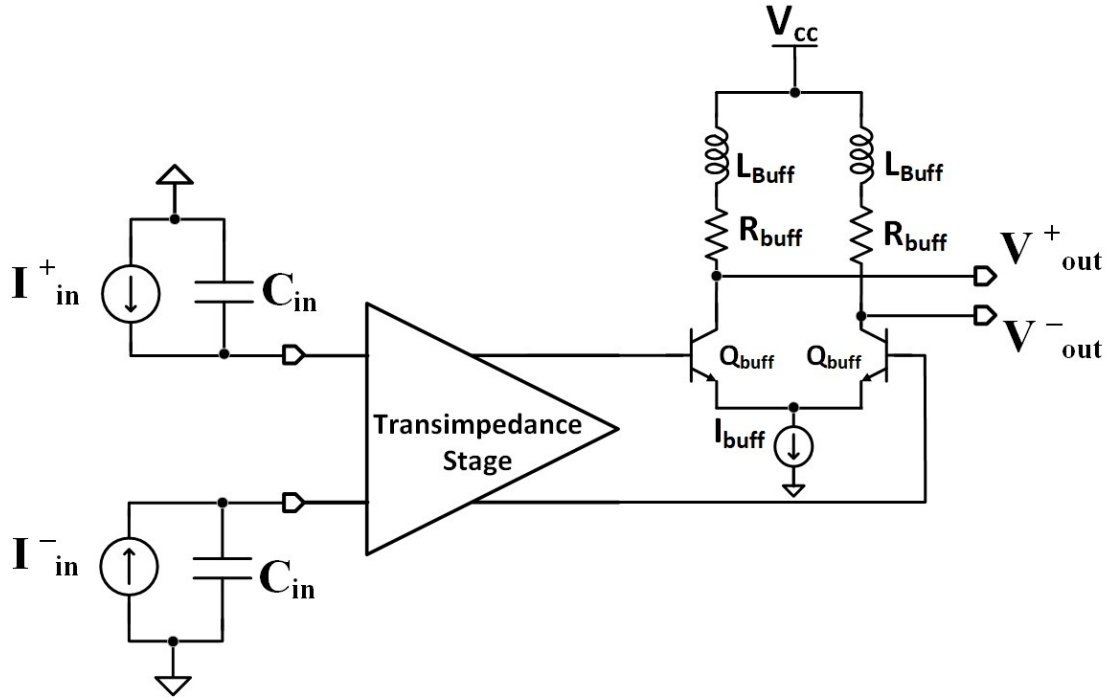 Vcc
LBuff
LBuff
Rbuff
Rbuff
V+out
I+in
Cin
V−out
Qbuff
Qbuff
Transimpedance
Stage
Ibuff
I−in
Cin